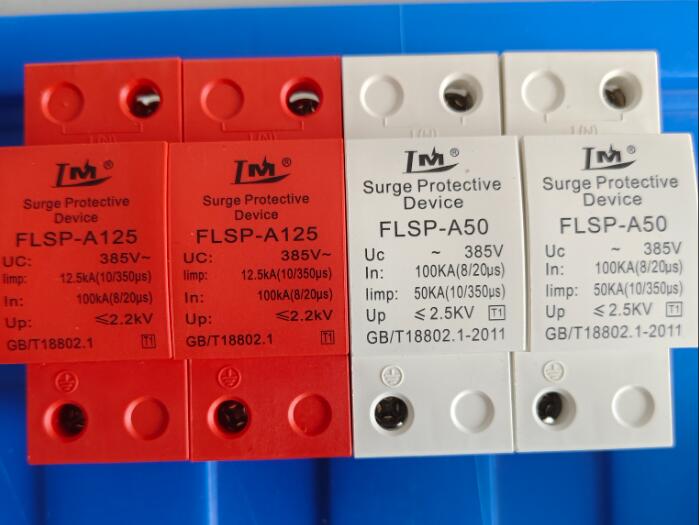 L(N)
LM®
Surge Protective
Device
FLSP-A125
UC: 385V~
Iimp: 12.5kA(10/350μs)
In: 100kA(8/20μs)
Up: ≤2.2kV
GB/T18802.1 T1
L(N)
LM®
Surge Protective
Device
FLSP-A125
UC: 385V~
Iimp: 12.5kA(10/350μs)
In: 100kA(8/20μs)
Up: ≤2.2kV
GB/T18802.1 T1
L(N)
LM®
Surge Protective
Device
FLSP-A50
Uc ~ 385V
In: 100KA(8/20μs)
Iimp: 50KA(10/350μs)
Up ≤2.5KV T1
GB/T18802.1-2011
L(N)
LM®
Surge Protective
Device
FLSP-A50
Uc ~ 385V
In: 100KA(8/20μs)
Iimp: 50KA(10/350μs)
Up ≤2.5KV T1
GB/T18802.1-2011